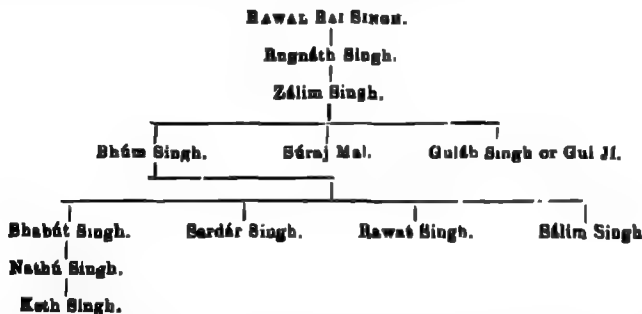 RAWAL RAI SINGH.
Rugnáth Singh.
Zálim Singh.
Bhúm Singh. Súraj Mal. Guláb Singh or Gul Jí.
Bhabút Singh. Sardár Singh. Rawat Singh. Sálim Singh
Nathú Singh.
Singh.